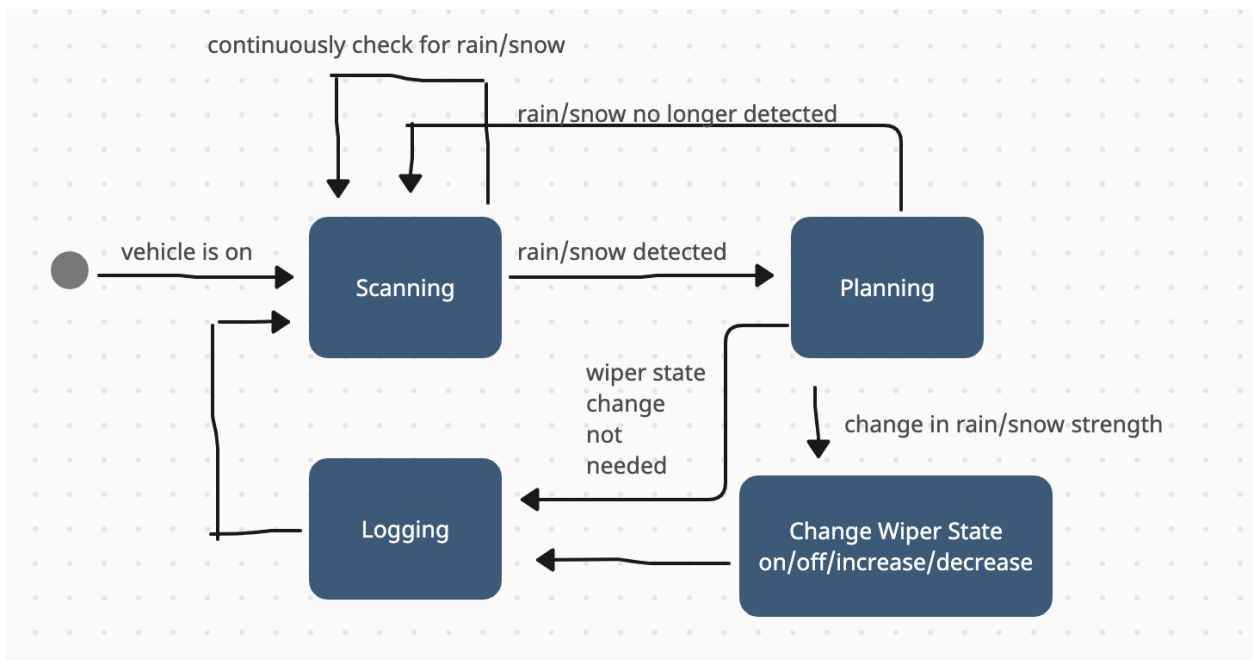 continuously check for rain/snow
rain/snow no longer detected
vehicle is on
rain/snow detected
Scanning
Planning
wiper state
change
not
needed
change in rain/snow strength
Logging
Change Wiper State
on/off/increase/decrease